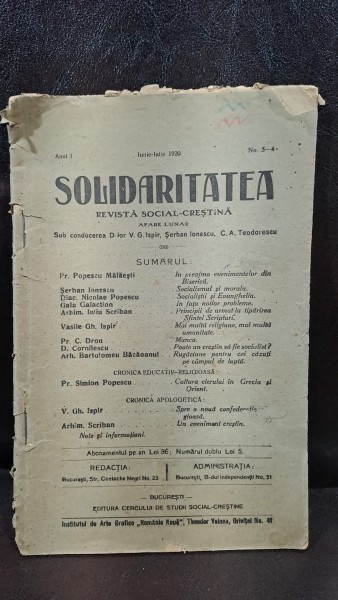 Anul I Iunie-Iulie 1920 No. 3—4
SOLIDARITATEA
REVISTĂ SOCIAL-CREȘTINĂ
APARE LUNAR
Sub conducerea D-lor V. G. Ispir, Șerban Ionescu, C. A. Teodorescu
SUMARUL:
Pr. Popescu Mălăești In preajma evenimentelor din
Biserică.
Șerban Ionescu Socialismul și morala.
Diac. Nicolae Popescu Socialiștii și Evanghelia.
Gala Galaction In fața noilor probleme.
Arhim. Iuliu Scriban Principii de urmat la tipărirea
Sfintei Scripturi.
Vasile Gh. Ispir Mai multă religiune, mai multă
umanitate.
Pr. C. Dron Munca.
D. Cornilescu Poate un creștin să fie socialist?
Arh. Bartolomeu Băcăoanul Rugăciune pentru cei căzuți
pe câmpul de luptă.
CRONICA EDUCATIV-RELIGIOASĂ:
Pr. Simion Popescu Cultura clerului în Grecia și
Orient.
CRONICĂ APOLOGETICĂ:
V. Gh. Ispir Spre o nouă
Arhim. Scriban Un eveniment creștin.
Note și informațiuni.
Abonamentul pe an Lei 36; Numărul dublu Lei 5.
REDACȚIA: ADMINISTRAȚIA:
București, Str. Costache Negri No. 23 București, B-dul Independenții No. 51
— BUCUREȘTI —
EDITURA CERCULUI DE STUDII SOCIAL-CREȘTINE
Institutul de Arte Grafice „România Nouă", Theodor Voinea, Griviței No. 48